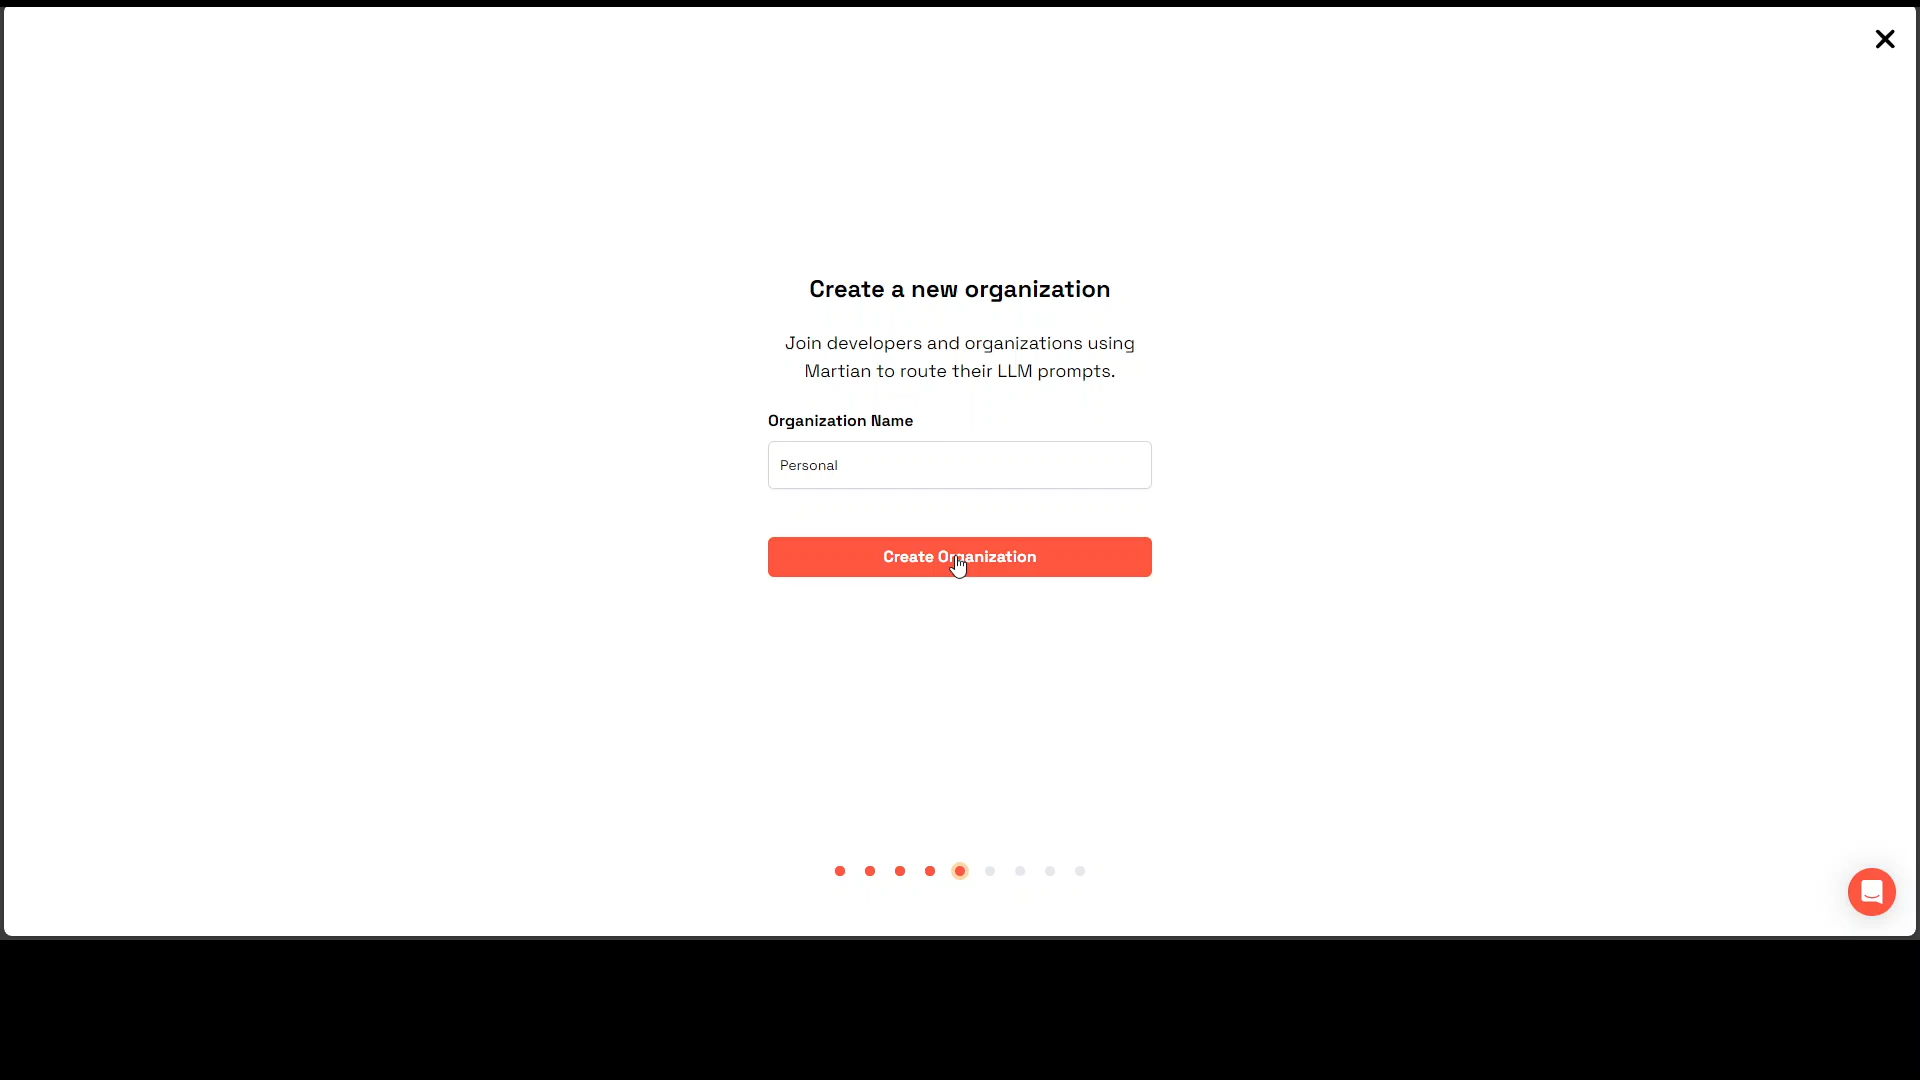 Create a new organization
Join developers and organizations using
Martian to route their LLM prompts.
Organization Name
Personal
Create Organization